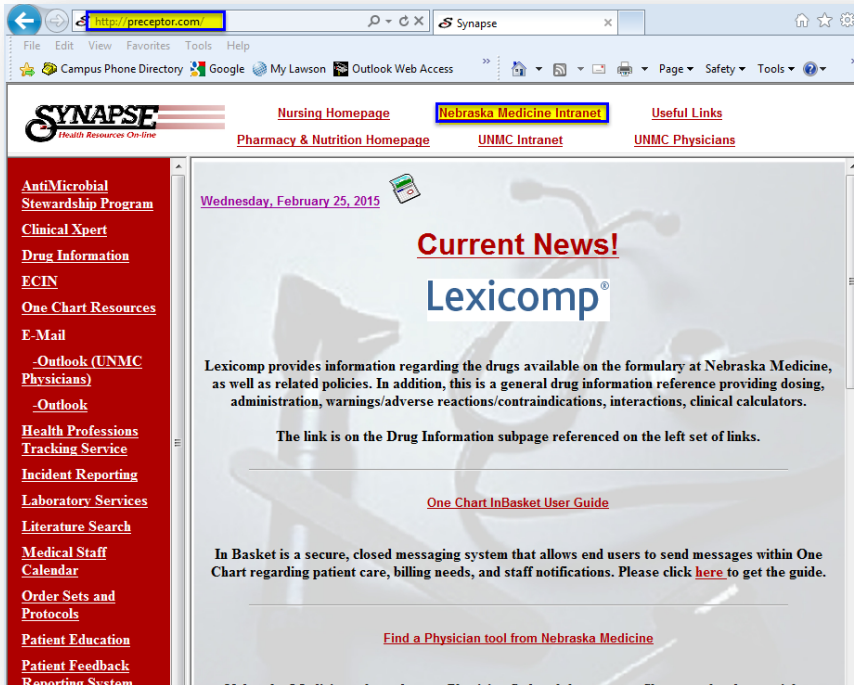 http://preceptor.com/
Synapse
File Edit View Favorites Tools Help
Campus Phone Directory Google My Lawson Outlook Web Access Page Safety Tools
SYNAPSE
Health Resources On-line
Nursing Homepage Nebraska Medicine Intranet Useful Links
Pharmacy & Nutrition Homepage UNMC Intranet UNMC Physicians
AntiMicrobial
Stewardship Program
Clinical Xpert
Drug Information
ECIN
One Chart Resources
E-Mail
-Outlook (UNMC
Physicians)
-Outlook
Health Professions
Tracking Service
Incident Reporting
Laboratory Services
Literature Search
Medical Staff
Calendar
Order Sets and
Protocols
Patient Education
Patient Feedback
Reporting System
Wednesday, February 25, 2015
Current News!
Lexicomp®
Lexicomp provides information regarding the drugs available on the formulary at Nebraska Medicine,
as well as related policies. In addition, this is a general drug information reference providing dosing,
administration, warnings/adverse reactions/contraindications, interactions, clinical calculators.
The link is on the Drug Information subpage referenced on the left set of links.
One Chart InBasket User Guide
In Basket is a secure, closed messaging system that allows end users to send messages within One
Chart regarding patient care, billing needs, and staff notifications. Please click here to get the guide.
Find a Physician tool from Nebraska Medicine